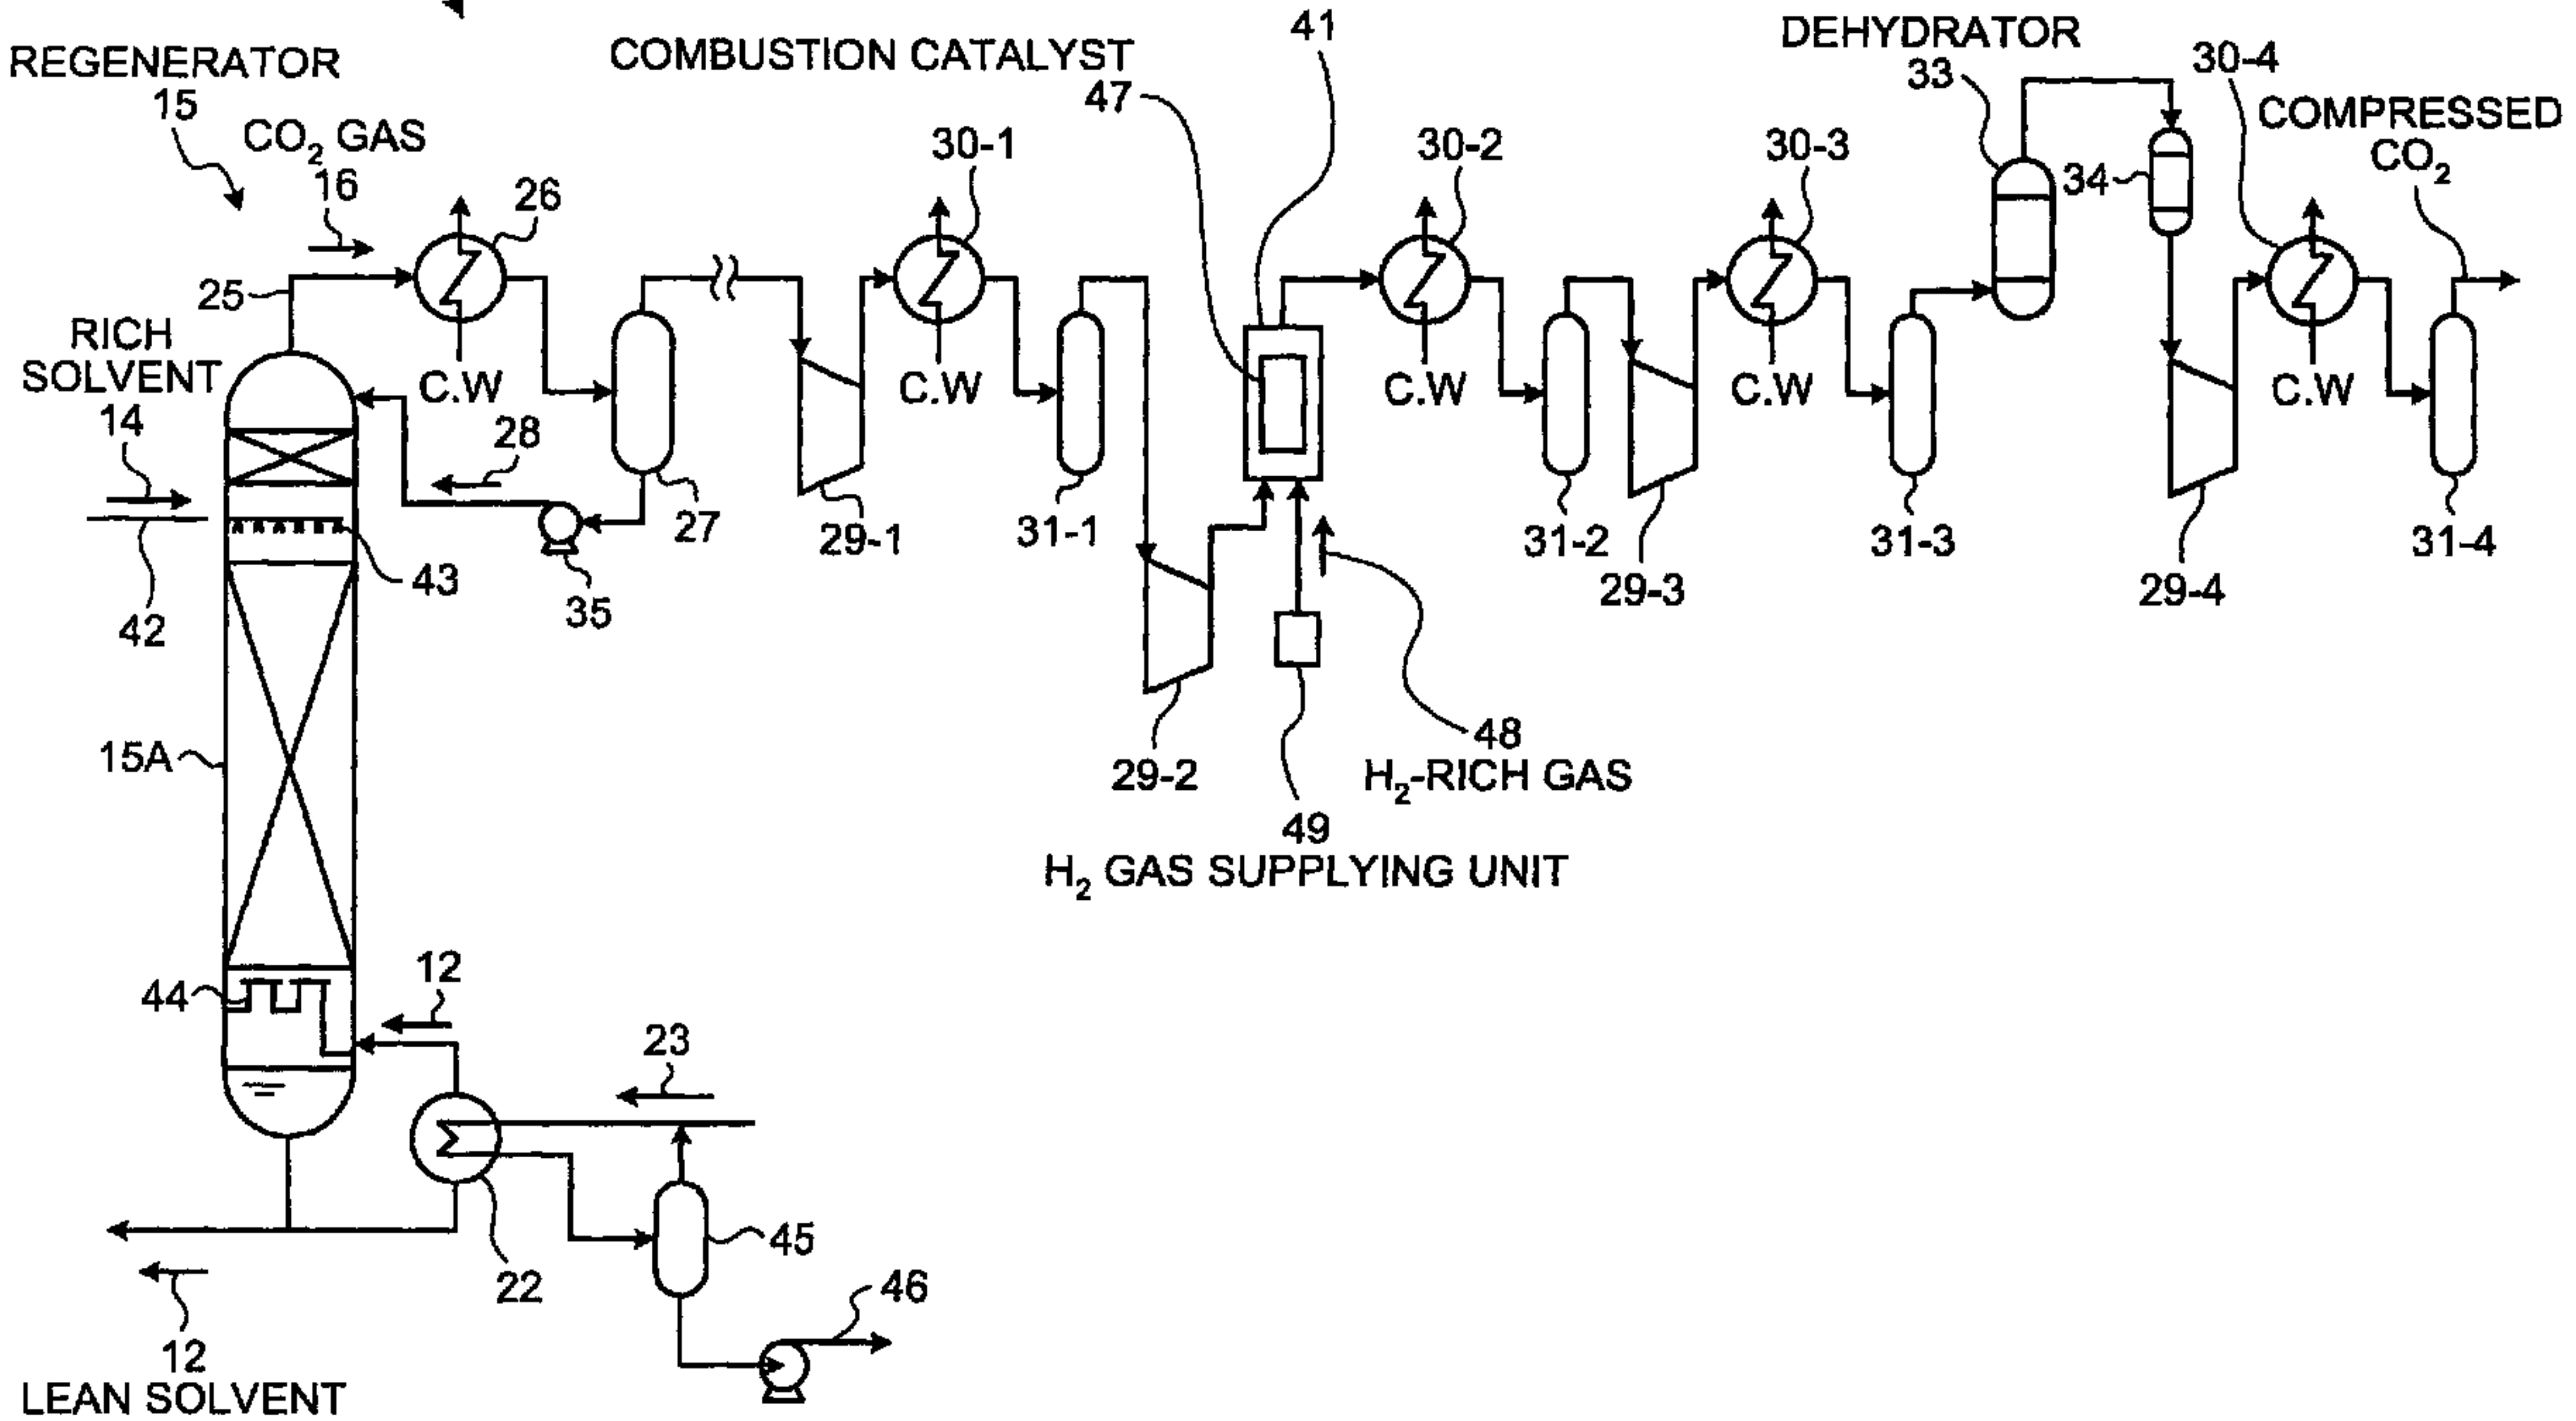 REGENERATOR
15
CO2 GAS
16
COMBUSTION CATALYST
47
41
DEHYDRATOR
33
30-4
COMPRESSED
CO2
26
30-1
30-2
30-3
34
25
RICH
SOLVENT
14
C.W
C.W
C.W
C.W
C.W
28
27
29-1
31-1
31-2
31-3
31-4
43
42
35
29-3
29-4
15A
29-2
48
H2-RICH GAS
49
H2 GAS SUPPLYING UNIT
12
44
23
45
22
46
12
LEAN SOLVENT